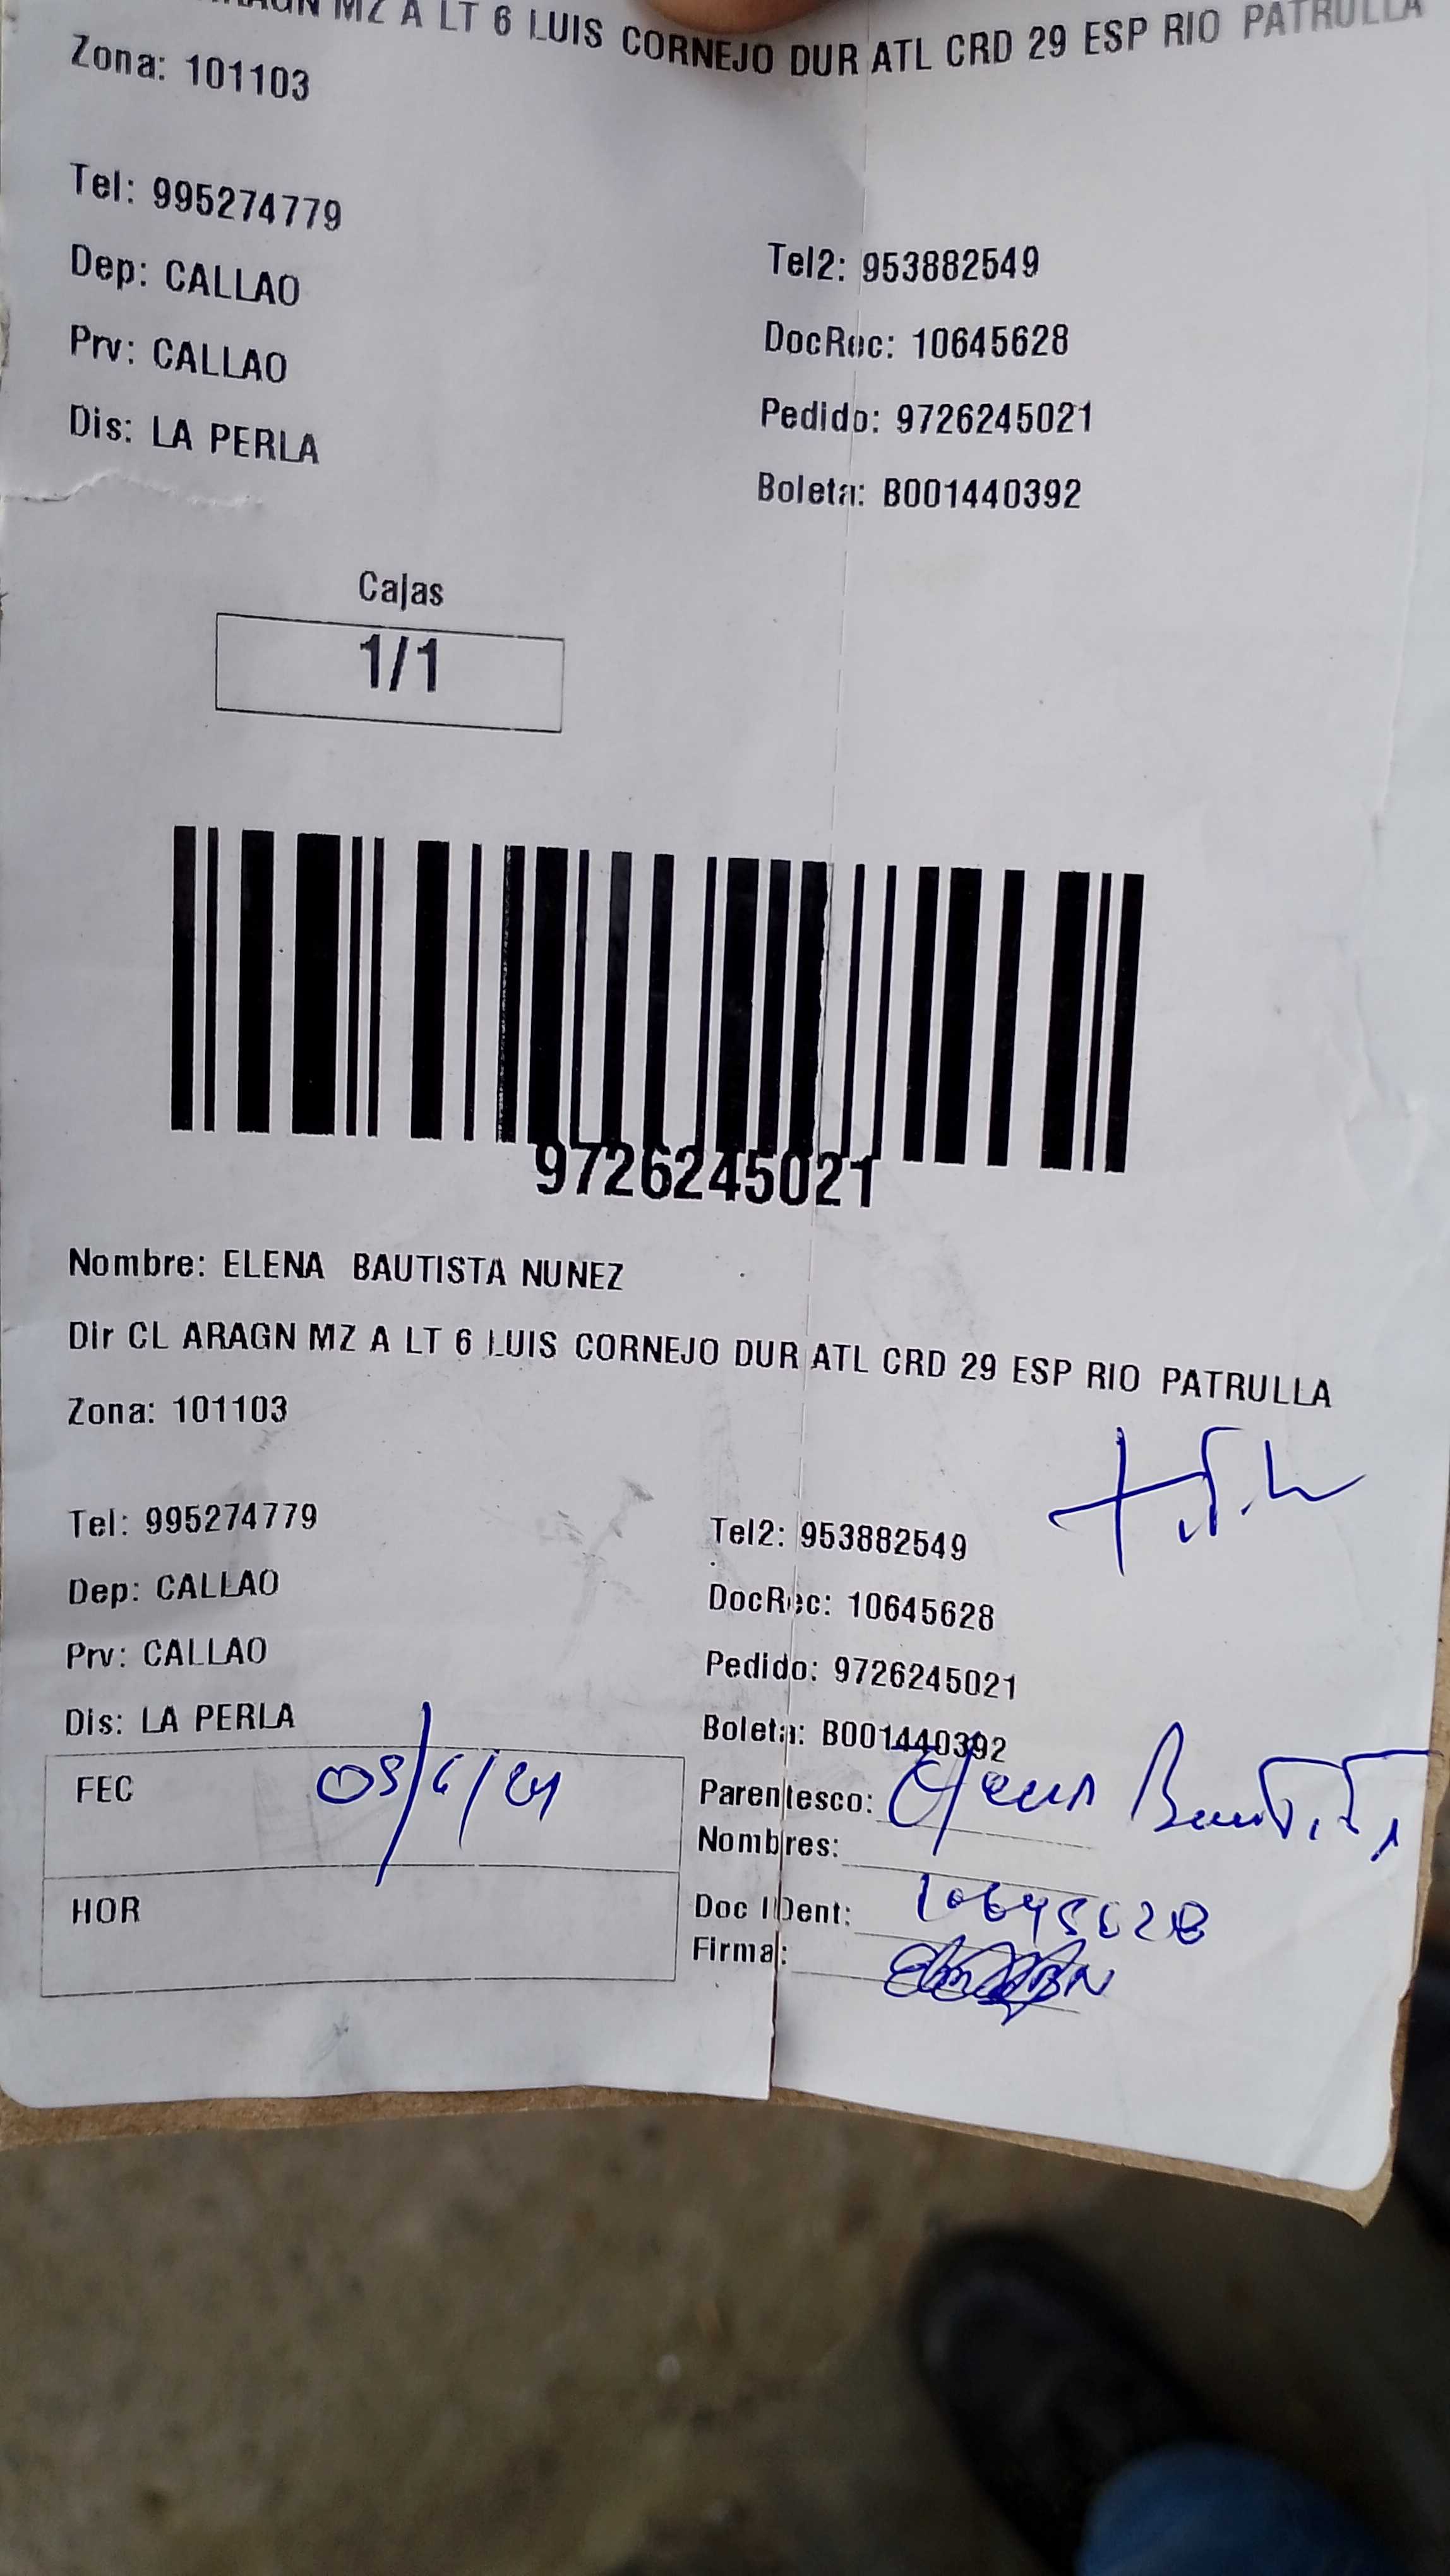 ARAGN MZ A LT 6 LUIS CORNEJO DUR ATL CRD 29 ESP RIO PATRULLA
Zona: 101103
Tel: 995274779
Tel2: 953882549
Dep: CALLAO
DocRec: 10645628
Prv: CALLAO
Pedido: 9726245021
Dis: LA PERLA
Boleta: B001440392
Cajas
1/1
9726245021
Nombre: ELENA BAUTISTA NUNEZ
Dir CL ARAGN MZ A LT 6 LUIS CORNEJO DUR ATL CRD 29 ESP RIO PATRULLA
Zona: 101103
Tel: 995274779
Tel2: 953882549
Dep: CALLAO
DocRec: 10645628
Prv: CALLAO
Pedido: 9726245021
Dis: LA PERLA
Boleta: B001440392
FEC
Parentesco: Elena Bautista
Nombres:
HOR
Doc IDent: 10645628
Firma: